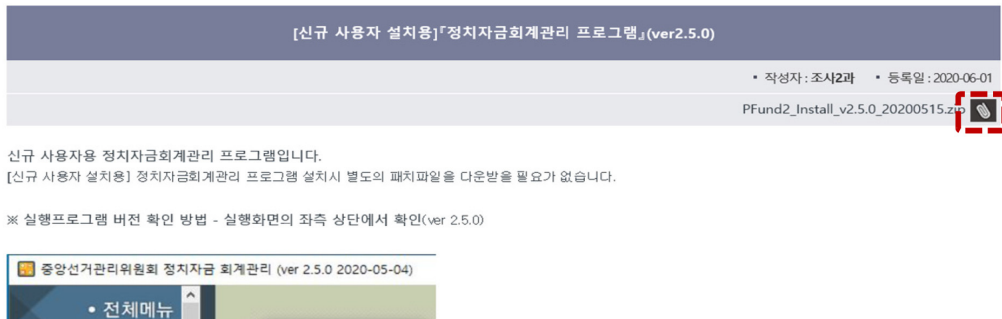 [신규 사용자 설치용]『정치자금회계관리 프로그램』(ver2.5.0)
▪ 작성자 : 조사2과 ▪ 등록일 : 2020-06-01
PFund2_Install_v2.5.0_20200515.zip
신규 사용자용 정치자금회계관리 프로그램입니다.
[신규 사용자 설치용] 정치자금회계관리 프로그램 설치시 별도의 패치파일을 다운받을 필요가 없습니다.
※ 실행프로그램 버전 확인 방법 - 실행화면의 좌측 상단에서 확인(ver 2.5.0)
중앙선거관리위원회 정치자금 회계관리 (ver 2.5.0 2020-05-04)
• 전체메뉴